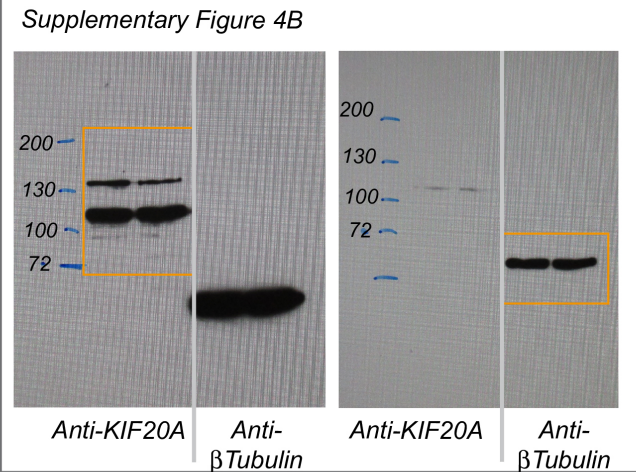 Supplementary Figure 4B
200
130
100
72
Anti-KIF20A
Anti-
βTubulin
200
130
100
72
Anti-KIF20A
Anti-
βTubulin